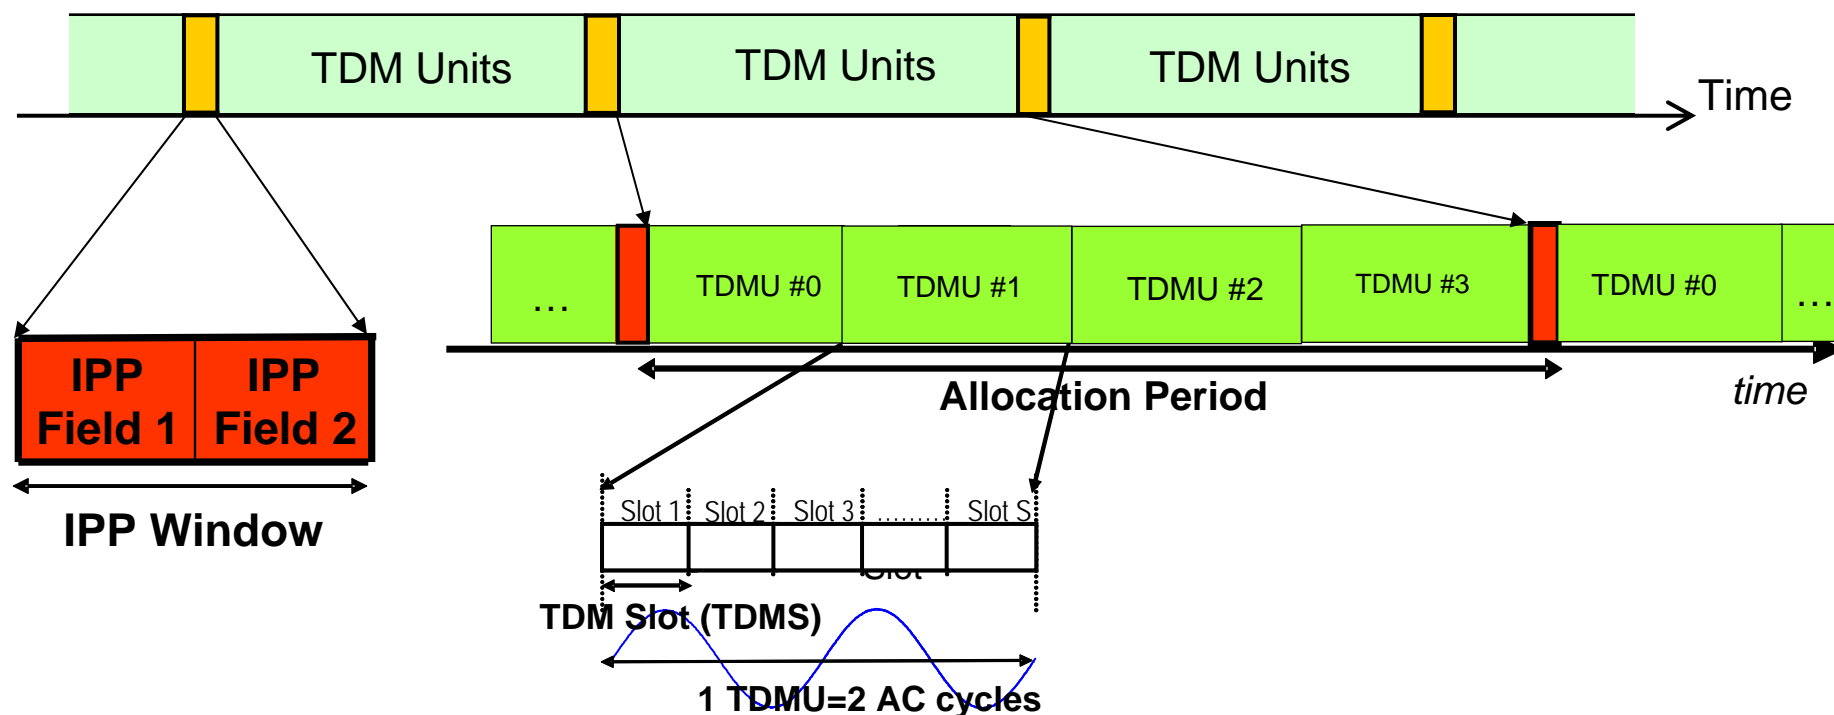 TDM Units
TDM Units
TDM Units
Time
...
TDMU #0
TDMU #1
TDMU #2
TDMU #3
TDMU #0
...
IPP
Field 1
IPP
Field 2
Allocation Period
time
IPP Window
Slot 1
Slot 2
Slot 3
.........
Slot S
Slot
TDM Slot (TDMS)
1 TDMU=2 AC cycles